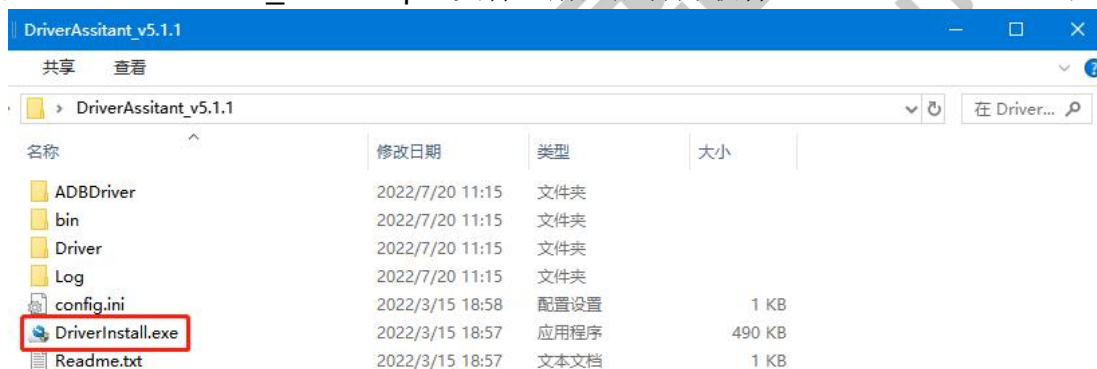 DriverAssitant_v5.1.1
共享 查看
DriverAssitant_v5.1.1 在 Driver...
名称 修改日期 类型 大小
ADBDriver 2022/7/20 11:15 文件夹
bin 2022/7/20 11:15 文件夹
Driver 2022/7/20 11:15 文件夹
Log 2022/7/20 11:15 文件夹
config.ini 2022/3/15 18:58 配置设置 1 KB
DriverInstall.exe 2022/3/15 18:57 应用程序 490 KB
Readme.txt 2022/3/15 18:57 文本文档 1 KB